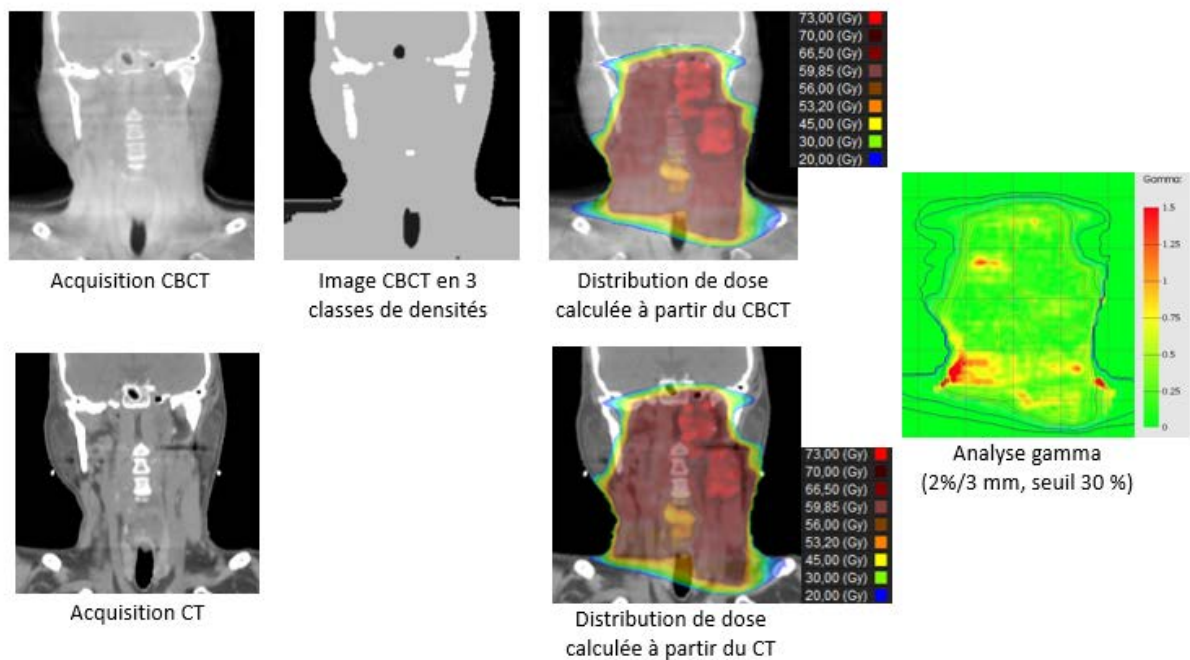 73,00 (Gy)
70,00 (Gy)
66,50 (Gy)
59,85 (Gy)
56,00 (Gy)
53,20 (Gy)
45,00 (Gy)
30,00 (Gy)
20,00 (Gy)
Acquisition CBCT
Image CBCT en 3
classes de densités
Distribution de dose
calculée à partir du CBCT
Gamma:
1.5
1.25
1
0.75
0.5
0.25
0
Analyse gamma
(2%/3 mm, seuil 30 %)
73,00 (Gy)
70,00 (Gy)
66,50 (Gy)
59,85 (Gy)
56,00 (Gy)
53,20 (Gy)
45,00 (Gy)
30,00 (Gy)
20,00 (Gy)
Acquisition CT
Distribution de dose
calculée à partir du CT